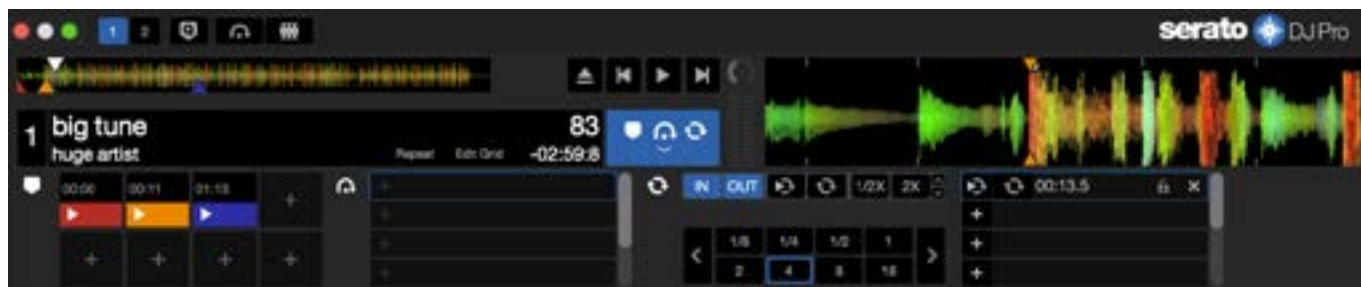 1 2 serato DJ Pro
1 big tune 83
huge artist Repeat Edit Grid -02:59:8
00:00 00:11 01:13 IN OUT 1/2X 2X 00:13.5
1/8 1/4 1/2 1
2 4 8 16